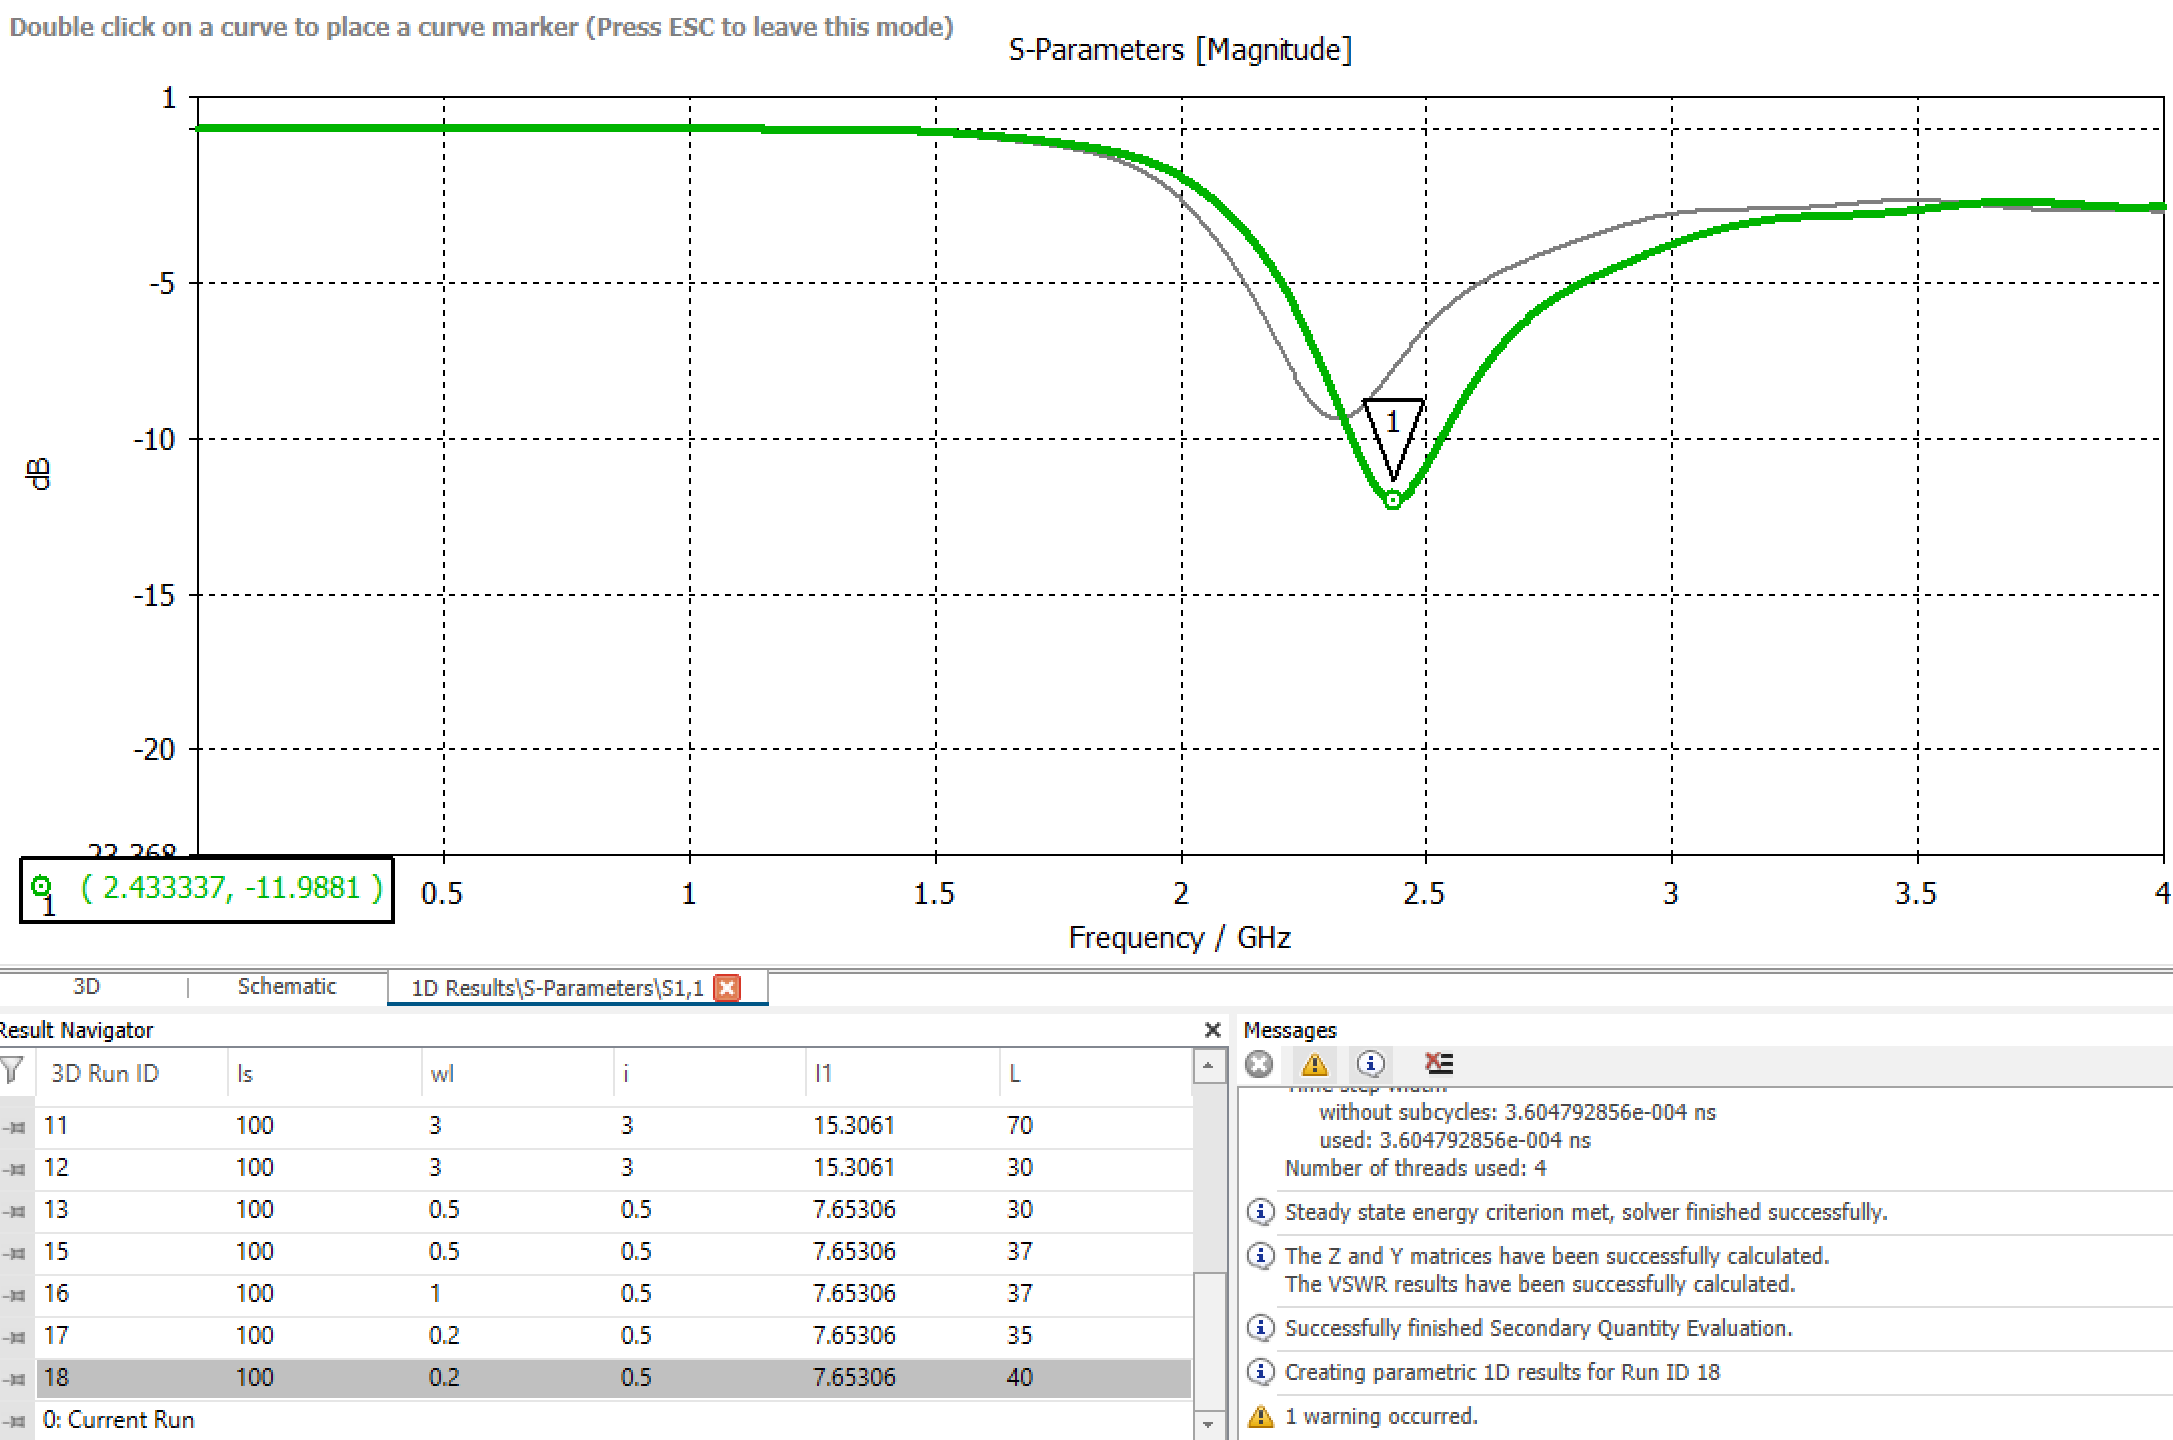 Double click on a curve to place a curve marker (Press ESC to leave this mode)
S-Parameters [Magnitude]
1
-5
-10
-15
-20
dB
1
1 ( 2.433337, -11.9881 )
0.5 1 1.5 2 2.5 3 3.5 4
Frequency / GHz
3D | Schematic 1D Results\S-Parameters\S1,1
Result Navigator
3D Run ID ls wl i l1 L
11 100 3 3 15.3061 70
12 100 3 3 15.3061 30
13 100 0.5 0.5 7.65306 30
15 100 0.5 0.5 7.65306 37
16 100 1 0.5 7.65306 37
17 100 0.2 0.5 7.65306 35
18 100 0.2 0.5 7.65306 40
0: Current Run
Messages
without subcycles: 3.604792856e-004 ns
used: 3.604792856e-004 ns
Number of threads used: 4
Steady state energy criterion met, solver finished successfully.
The Z and Y matrices have been successfully calculated.
The VSWR results have been successfully calculated.
Successfully finished Secondary Quantity Evaluation.
Creating parametric 1D results for Run ID 18
1 warning occurred.